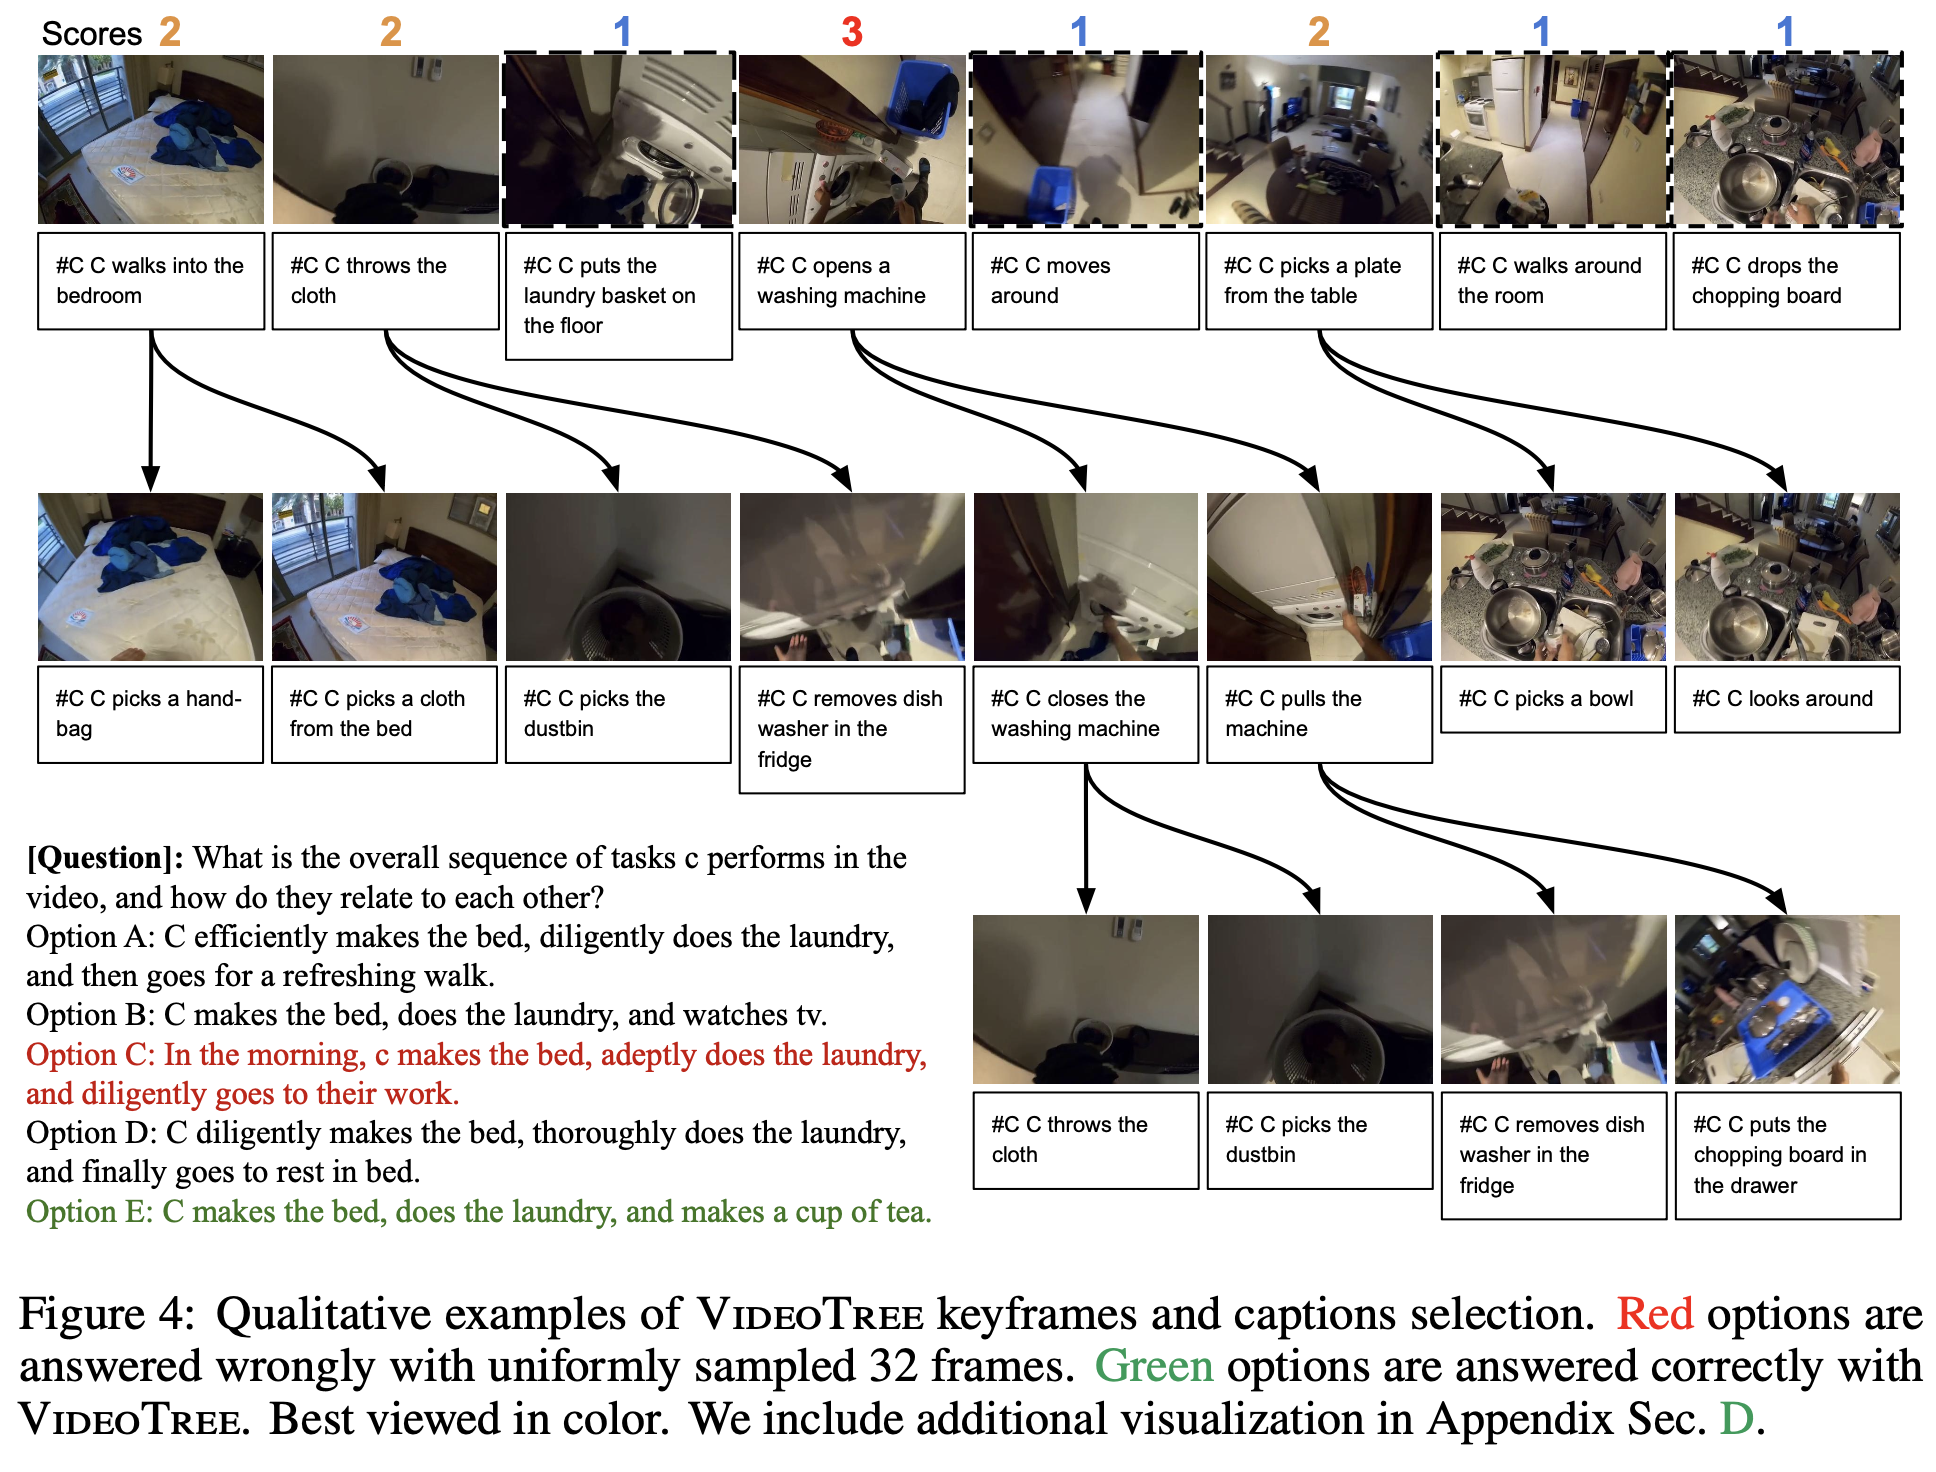 Scores 2 2 1 3 1 2 1 1
#C C walks into the
bedroom
#C C throws the
cloth
#C C puts the
laundry basket on
the floor
#C C opens a
washing machine
#C C moves
around
#C C picks a plate
from the table
#C C walks around
the room
#C C drops the
chopping board
#C C picks a hand-
bag
#C C picks a cloth
from the bed
#C C picks the
dustbin
#C C removes dish
washer in the
fridge
#C C closes the
washing machine
#C C pulls the
machine
#C C picks a bowl
#C C looks around
[Question]: What is the overall sequence of tasks c performs in the
video, and how do they relate to each other?
Option A: C efficiently makes the bed, diligently does the laundry,
and then goes for a refreshing walk.
Option B: C makes the bed, does the laundry, and watches tv.
Option C: In the morning, c makes the bed, adeptly does the laundry,
and diligently goes to their work.
Option D: C diligently makes the bed, thoroughly does the laundry,
and finally goes to rest in bed.
Option E: C makes the bed, does the laundry, and makes a cup of tea.
#C C throws the
cloth
#C C picks the
dustbin
#C C removes dish
washer in the
fridge
#C C puts the
chopping board in
the drawer
Figure 4: Qualitative examples of VIDEOTREE keyframes and captions selection. Red options are
answered wrongly with uniformly sampled 32 frames. Green options are answered correctly with
VIDEOTREE. Best viewed in color. We include additional visualization in Appendix Sec. D.